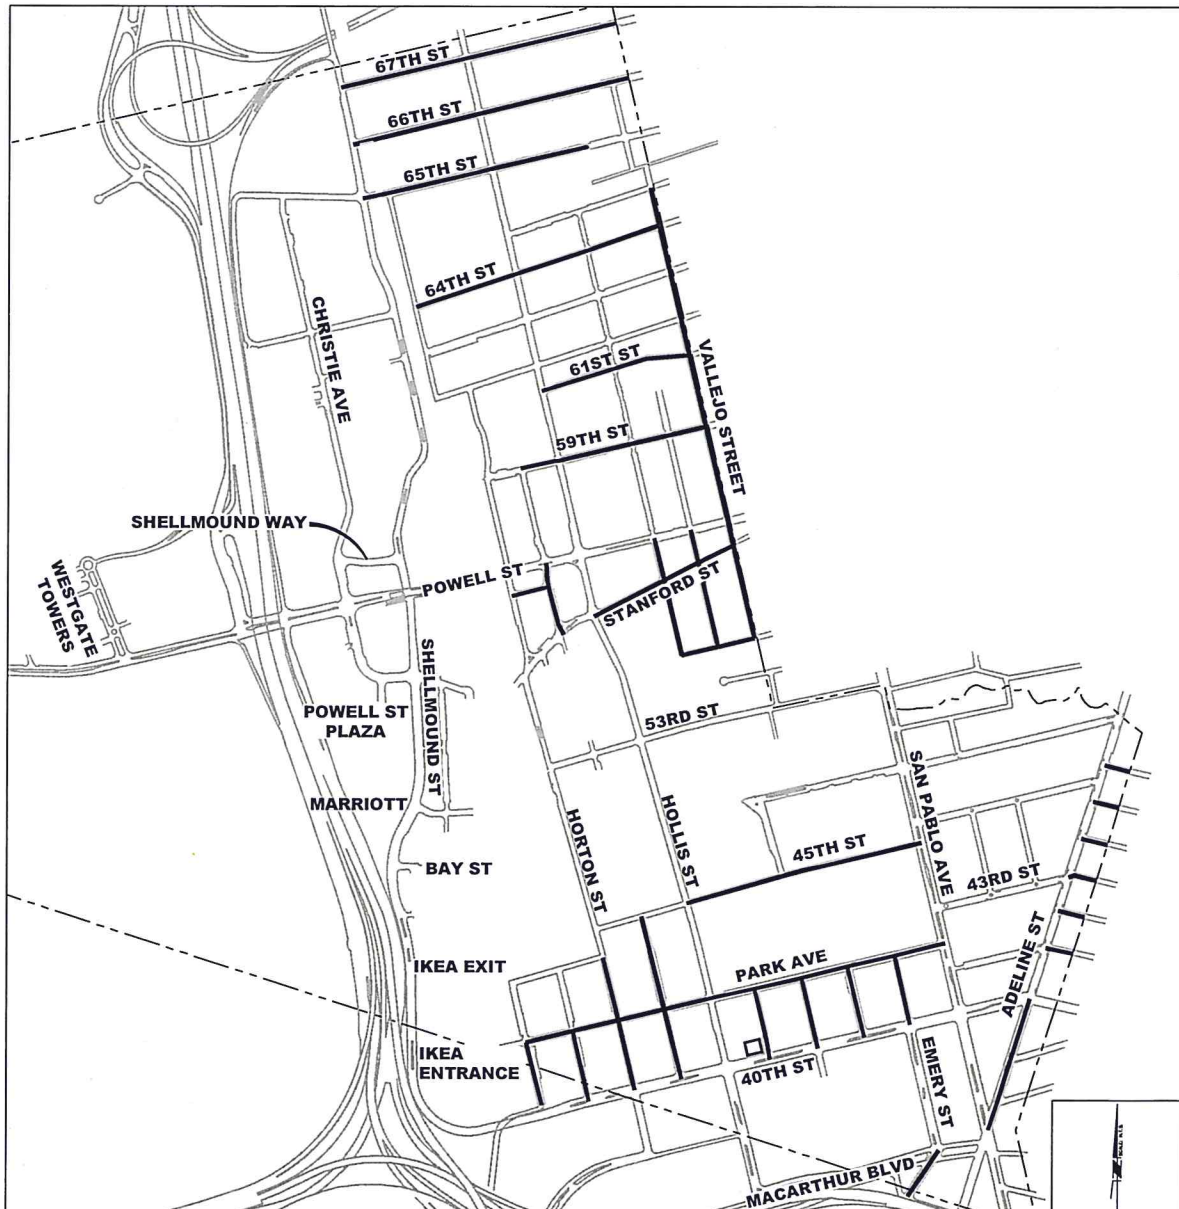 67TH ST
66TH ST
65TH ST
64TH ST
CHRISTIE AVE
61ST ST
VALLEJO STREET
59TH ST
SHELLMOUND WAY
WESTGATE
TOWERS
POWELL ST
STANFORD ST
SHELLMOUND ST
POWELL ST
PLAZA
53RD ST
SAN PABLO AVE
MARRIOTT
HORTON ST
HOLLIS ST
45TH ST
BAY ST
43RD ST
ADELINE ST
IKEA EXIT
PARK AVE
IKEA
ENTRANCE
40TH ST
EMERY ST
MACARTHUR BLVD